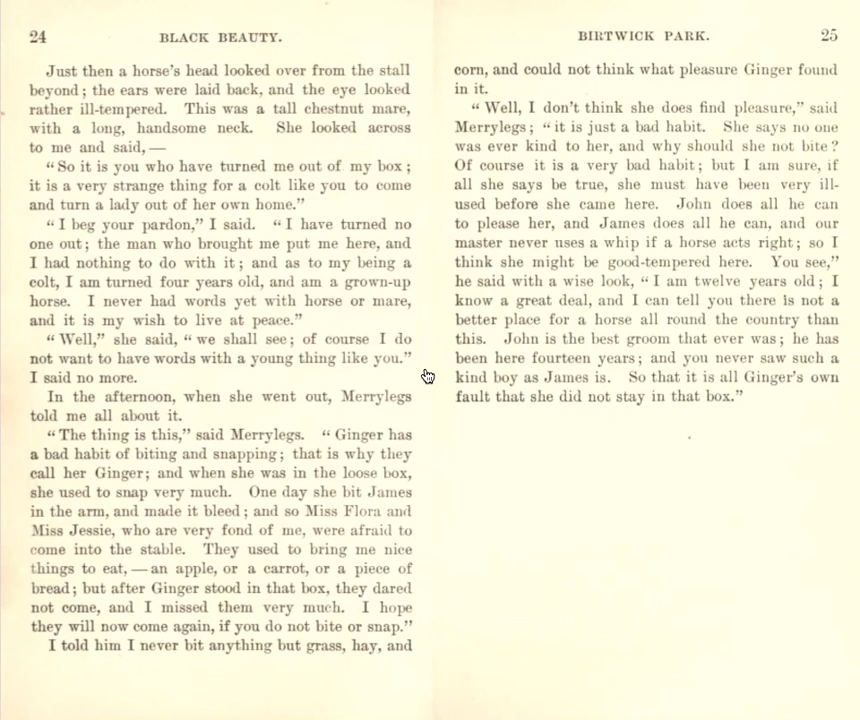 24 BLACK BEAUTY.
Just then a horse's head looked over from the stall
beyond; the ears were laid back, and the eye looked
rather ill-tempered. This was a tall chestnut mare,
with a long, handsome neck. She looked across
to me and said, —
“So it is you who have turned me out of my box;
it is a very strange thing for a colt like you to come
and turn a lady out of her own home.”
“I beg your pardon,” I said. “I have turned no
one out; the man who brought me put me here, and
I had nothing to do with it; and as to my being a
colt, I am turned four years old, and am a grown-up
horse. I never had words yet with horse or mare,
and it is my wish to live at peace.”
“Well,” she said, “we shall see; of course I do
not want to have words with a young thing like you.”
I said no more.
In the afternoon, when she went out, Merrylegs
told me all about it.
“The thing is this,” said Merrylegs. “Ginger has
a bad habit of biting and snapping; that is why they
call her Ginger; and when she was in the loose box,
she used to snap very much. One day she bit James
in the arm, and made it bleed; and so Miss Flora and
Miss Jessie, who are very fond of me, were afraid to
come into the stable. They used to bring me nice
things to eat, — an apple, or a carrot, or a piece of
bread; but after Ginger stood in that box, they dared
not come, and I missed them very much. I hope
they will now come again, if you do not bite or snap.”
I told him I never bit anything but grass, hay, and
BIRTWICK PARK. 25
corn, and could not think what pleasure Ginger found
in it.
“Well, I don't think she does find pleasure,” said
Merrylegs; “it is just a bad habit. She says no one
was ever kind to her, and why should she not bite?
Of course it is a very bad habit; but I am sure, if
all she says be true, she must have been very ill-
used before she came here. John does all he can
to please her, and James does all he can, and our
master never uses a whip if a horse acts right; so I
think she might be good-tempered here. You see,”
he said with a wise look, “I am twelve years old; I
know a great deal, and I can tell you there is not a
better place for a horse all round the country than
this. John is the best groom that ever was; he has
been here fourteen years; and you never saw such a
kind boy as James is. So that it is all Ginger's own
fault that she did not stay in that box.”